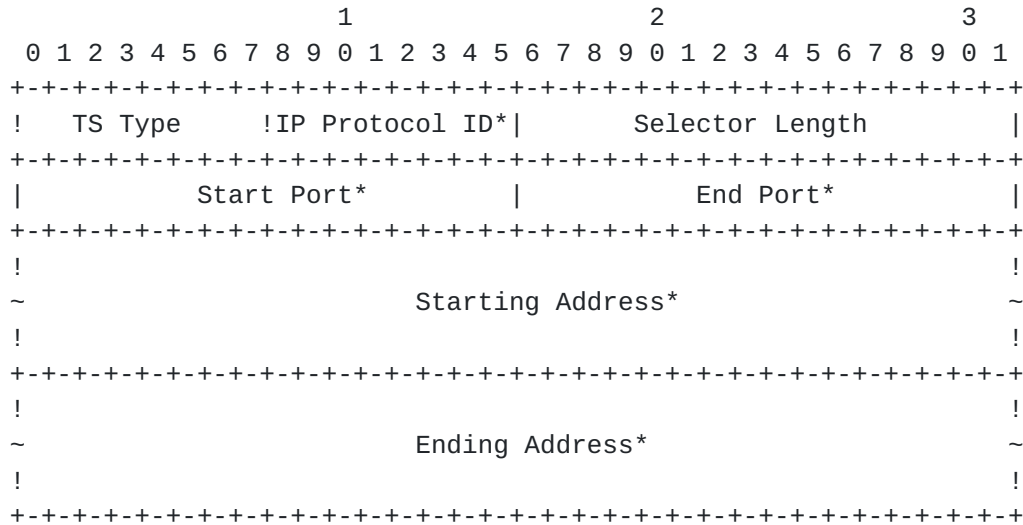 1                   2                   3
 0 1 2 3 4 5 6 7 8 9 0 1 2 3 4 5 6 7 8 9 0 1 2 3 4 5 6 7 8 9 0 1
+-+-+-+-+-+-+-+-+-+-+-+-+-+-+-+-+-+-+-+-+-+-+-+-+-+-+-+-+-+-+-+-+
!   TS Type     !IP Protocol ID*|       Selector Length         |
+-+-+-+-+-+-+-+-+-+-+-+-+-+-+-+-+-+-+-+-+-+-+-+-+-+-+-+-+-+-+-+-+
|           Start Port*         |           End Port*           |
+-+-+-+-+-+-+-+-+-+-+-+-+-+-+-+-+-+-+-+-+-+-+-+-+-+-+-+-+-+-+-+-+
!                                                               !
~                         Starting Address*                     ~
!                                                               !
+-+-+-+-+-+-+-+-+-+-+-+-+-+-+-+-+-+-+-+-+-+-+-+-+-+-+-+-+-+-+-+-+
!                                                               !
~                         Ending Address*                       ~
!                                                               !
+-+-+-+-+-+-+-+-+-+-+-+-+-+-+-+-+-+-+-+-+-+-+-+-+-+-+-+-+-+-+-+-+